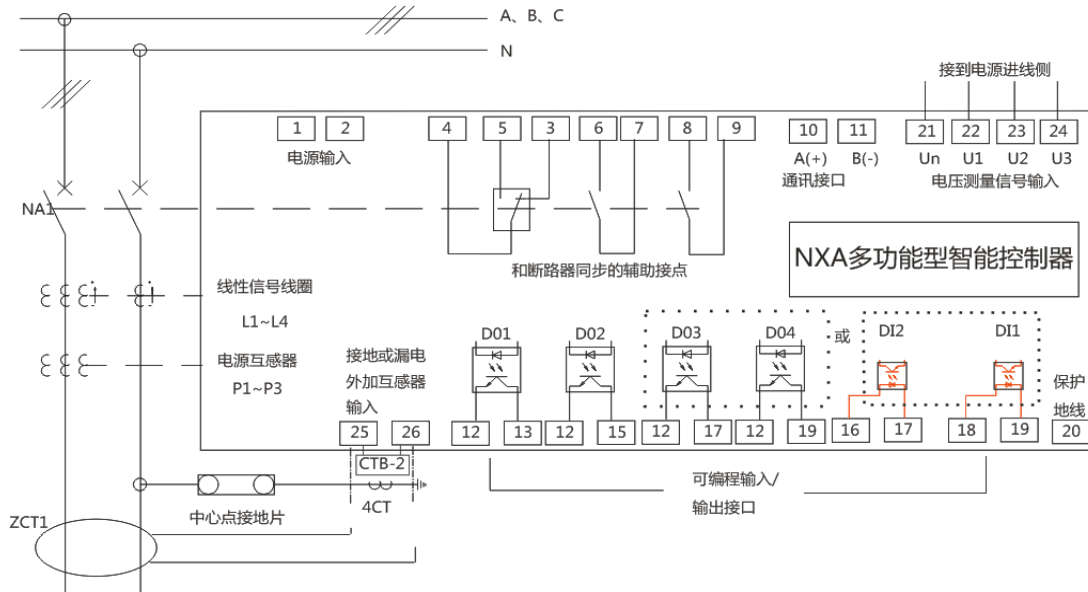 A、B、C
N
接到电源进线侧
1 2 4 5 3 6 7 8 9 10 11 21 22 23 24
电源输入
A(+) B(-)
通讯接口
Un U1 U2 U3
电压测量信号输入
NA1
NXA多功能型智能控制器
和断路器同步的辅助接点
线性信号线圈
L1~L4
电源互感器
P1~P3
接地或漏电
外加互感器
输入
D01 D02 D03 D04 或 DI2 DI1
保护
地线
25 26 12 13 12 15 12 17 12 19 16 17 18 19 20
CTB-2
4CT
中心点接地片
可编程输入/
输出接口
ZCT1